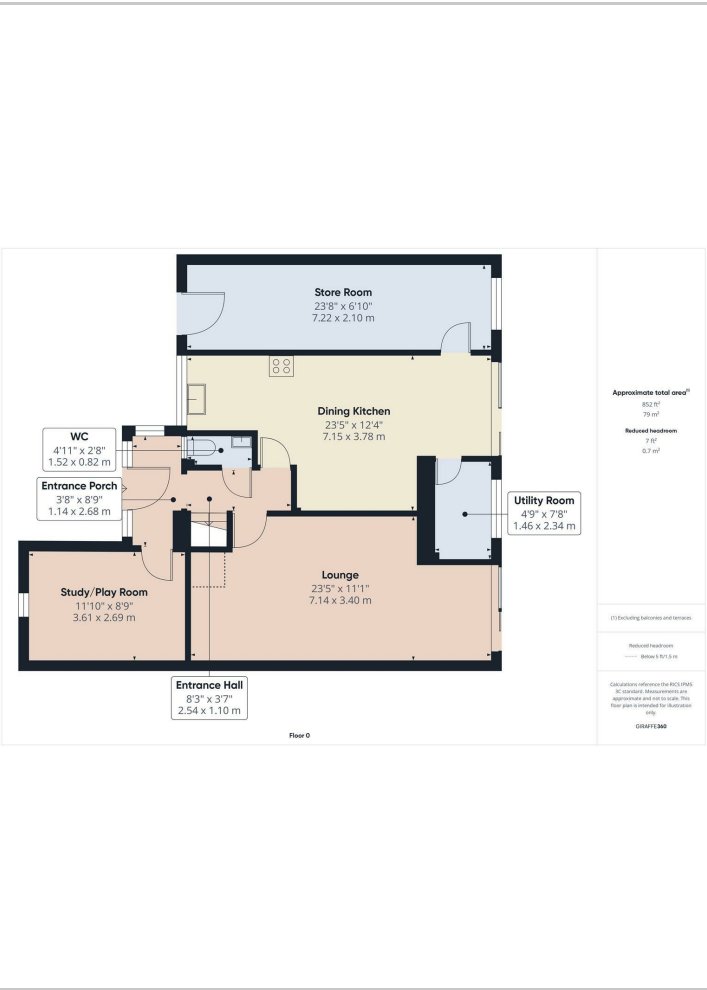 Store Room
23'8" x 6'10"
7.22 x 2.10 m
Dining Kitchen
23'5" x 12'4"
7.15 x 3.78 m
WC
4'11" x 2'8"
1.52 x 0.82 m
Entrance Porch
3'8" x 8'9"
1.14 x 2.68 m
Utility Room
4'9" x 7'8"
1.46 x 2.34 m
Study/Play Room
11'10" x 8'9"
3.61 x 2.69 m
Lounge
23'5" x 11'1"
7.14 x 3.40 m
Entrance Hall
8'3" x 3'7"
2.54 x 1.10 m
Floor 0
Approximate total area(1)
852 ft²
79 m²
Reduced headroom
7 ft²
0.7 m²
(1) Excluding balconies and terraces.
Reduced headroom
Below 5 ft/1.5 m
Calculations reference the RICS IPMS
3C standard. Measurements are
approximate and not to scale. This
floor plan is intended for illustration
only.
GIRAFFE360